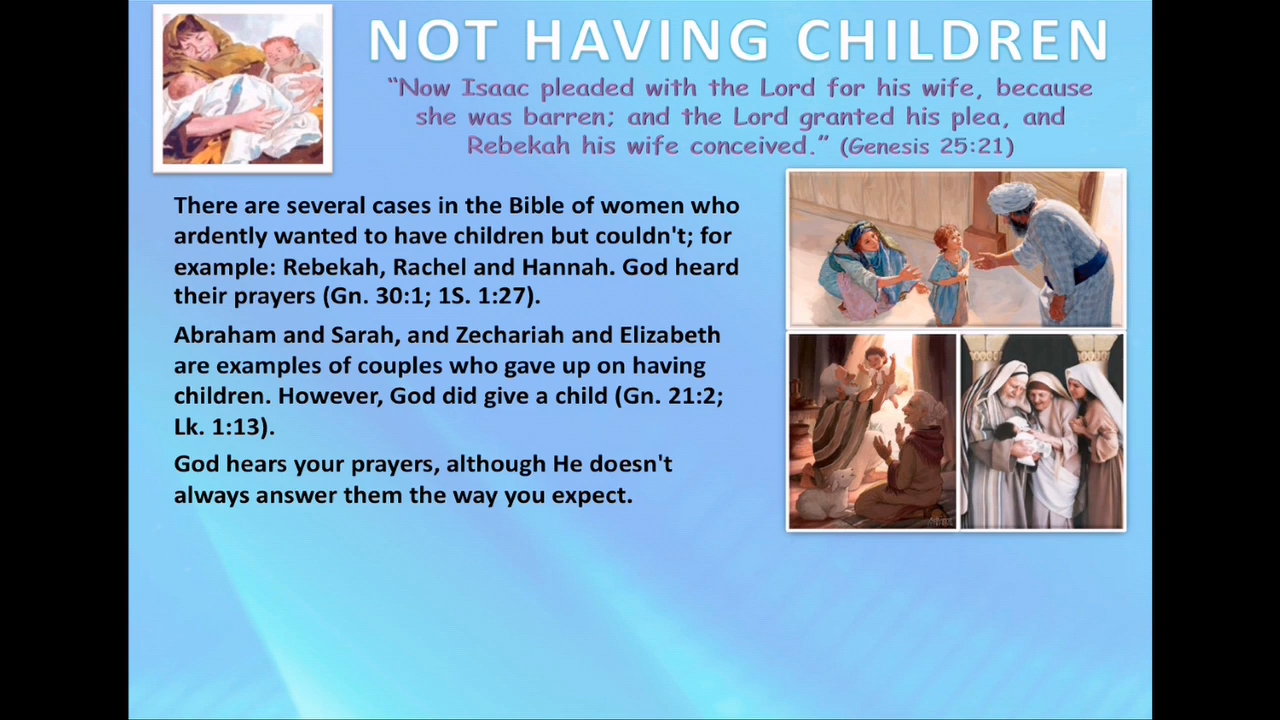 NOT HAVING CHILDREN
“Now Isaac pleaded with the Lord for his wife, because
she was barren; and the Lord granted his plea, and
Rebekah his wife conceived.” (Genesis 25:21)
There are several cases in the Bible of women who
ardently wanted to have children but couldn't; for
example: Rebekah, Rachel and Hannah. God heard
their prayers (Gn. 30:1; 1S. 1:27).
Abraham and Sarah, and Zechariah and Elizabeth
are examples of couples who gave up on having
children. However, God did give a child (Gn. 21:2;
Lk. 1:13).
God hears your prayers, although He doesn't
always answer them the way you expect.